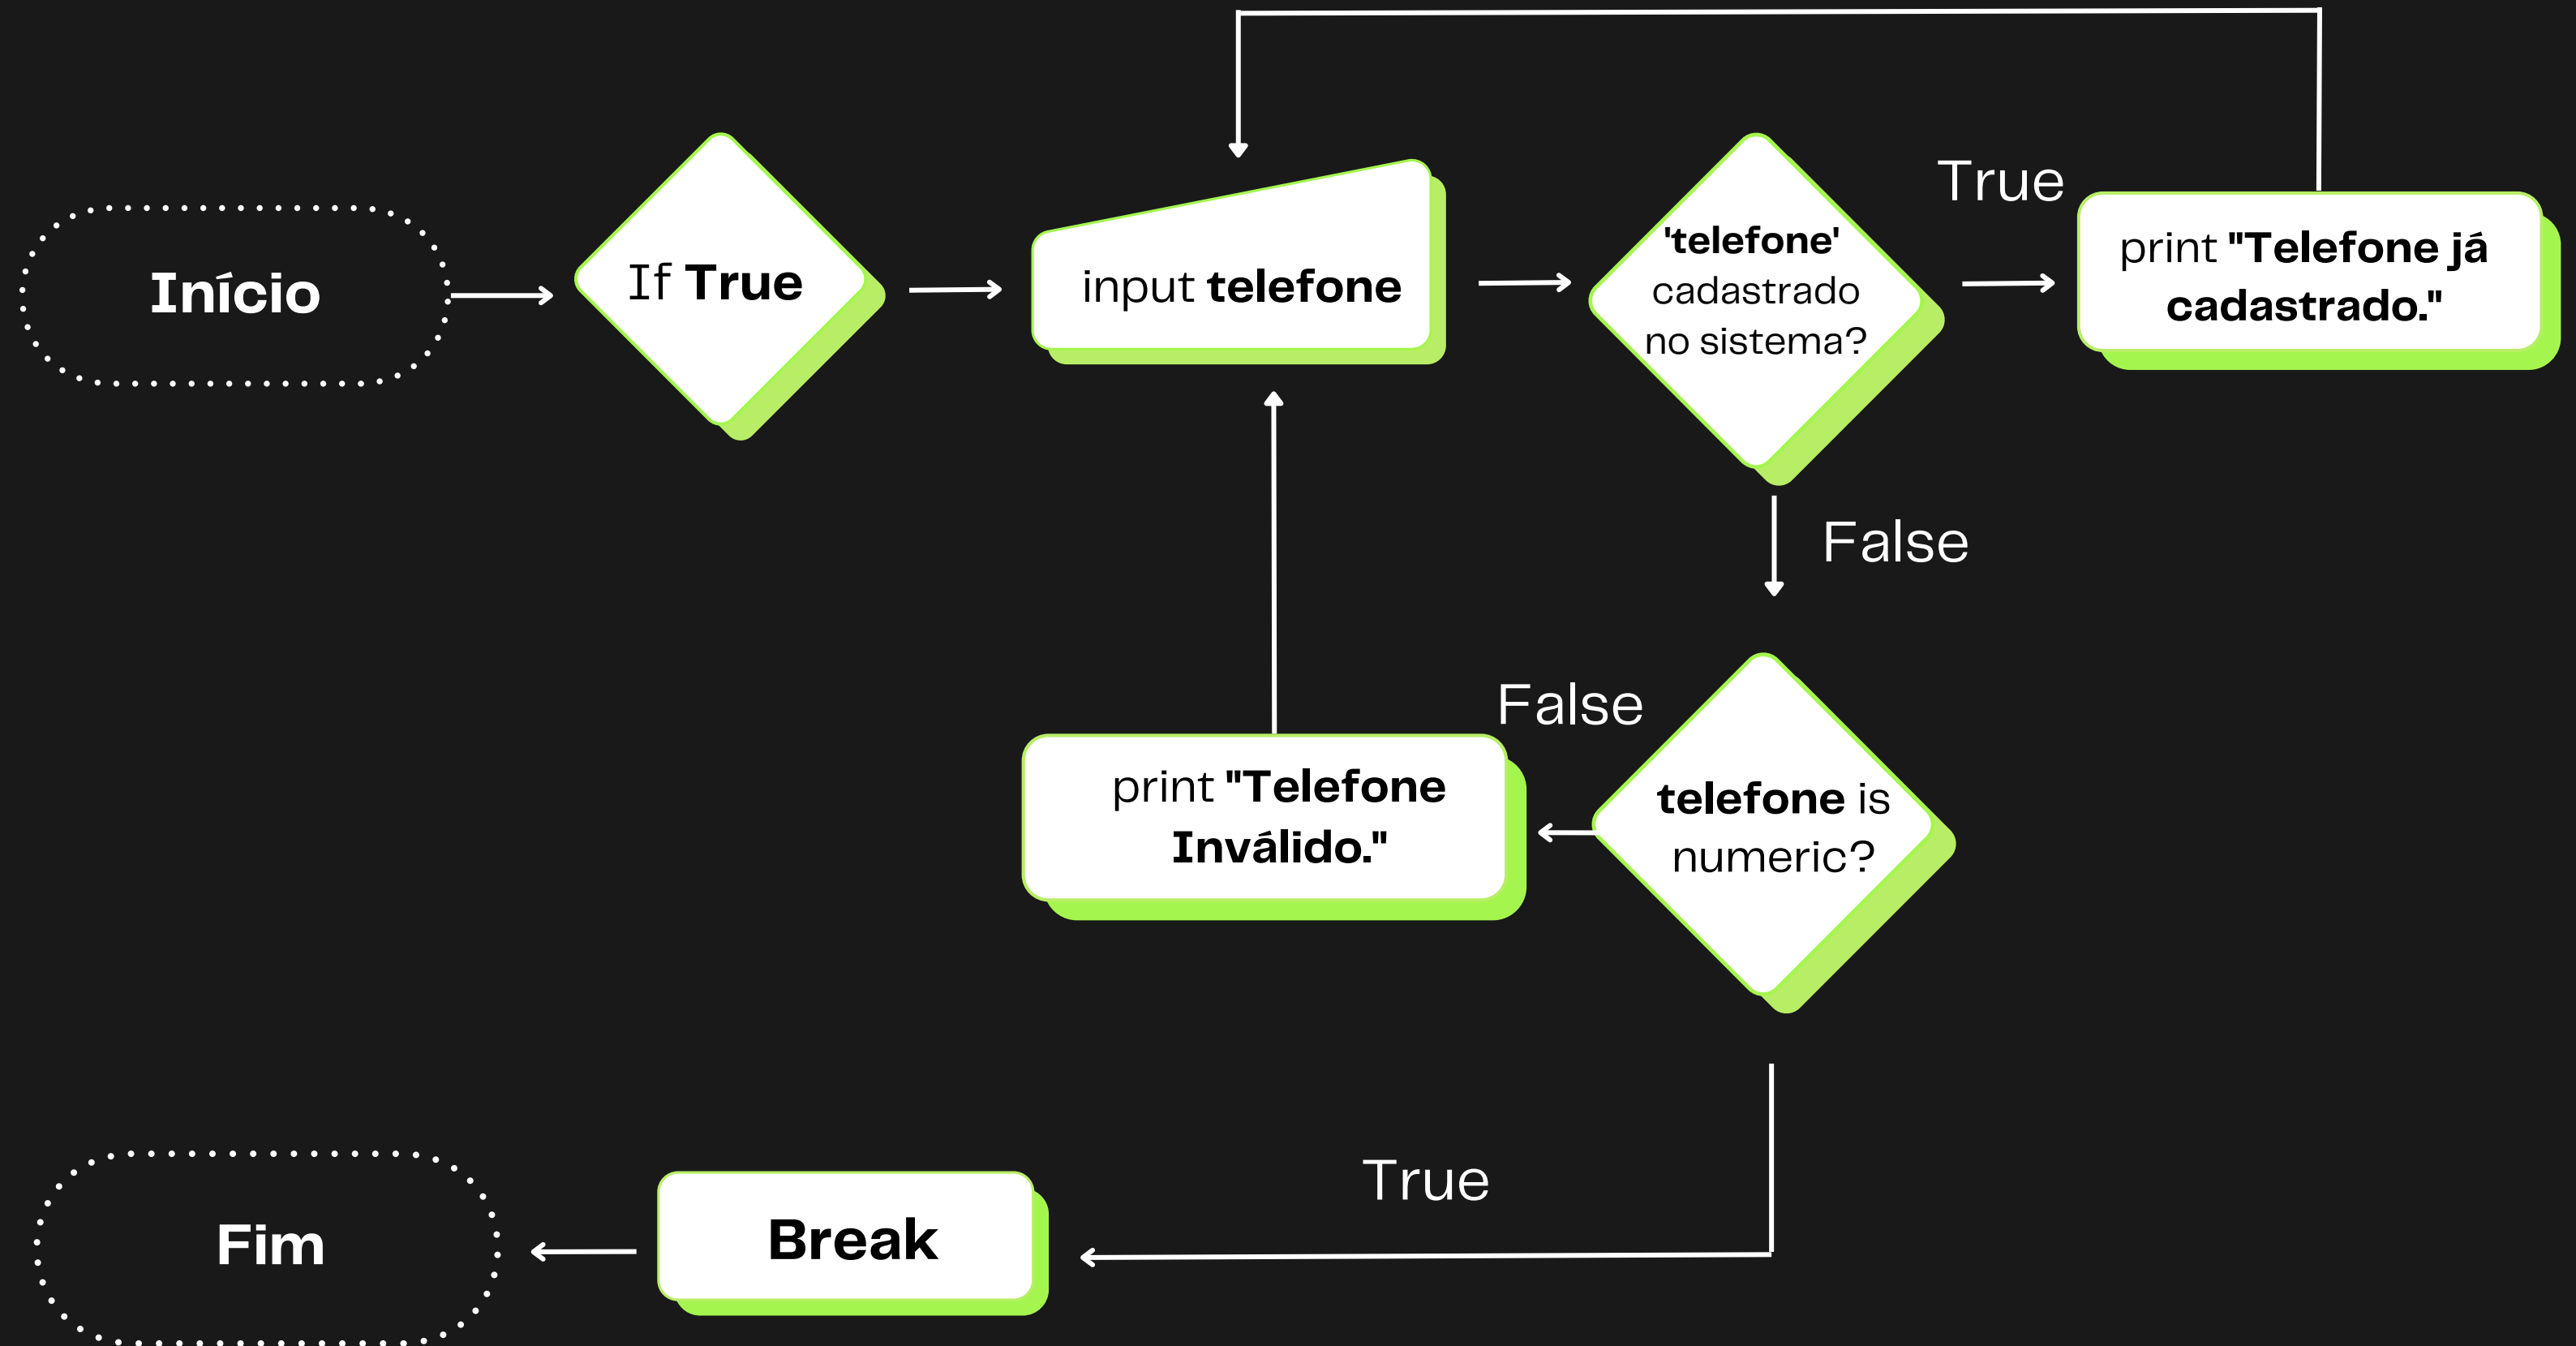 Início
If True
input telefone
'telefone'
cadastrado
no sistema?
True
print "Telefone já
cadastrado."
False
telefone is
numeric?
False
print "Telefone
Inválido."
True
Break
Fim